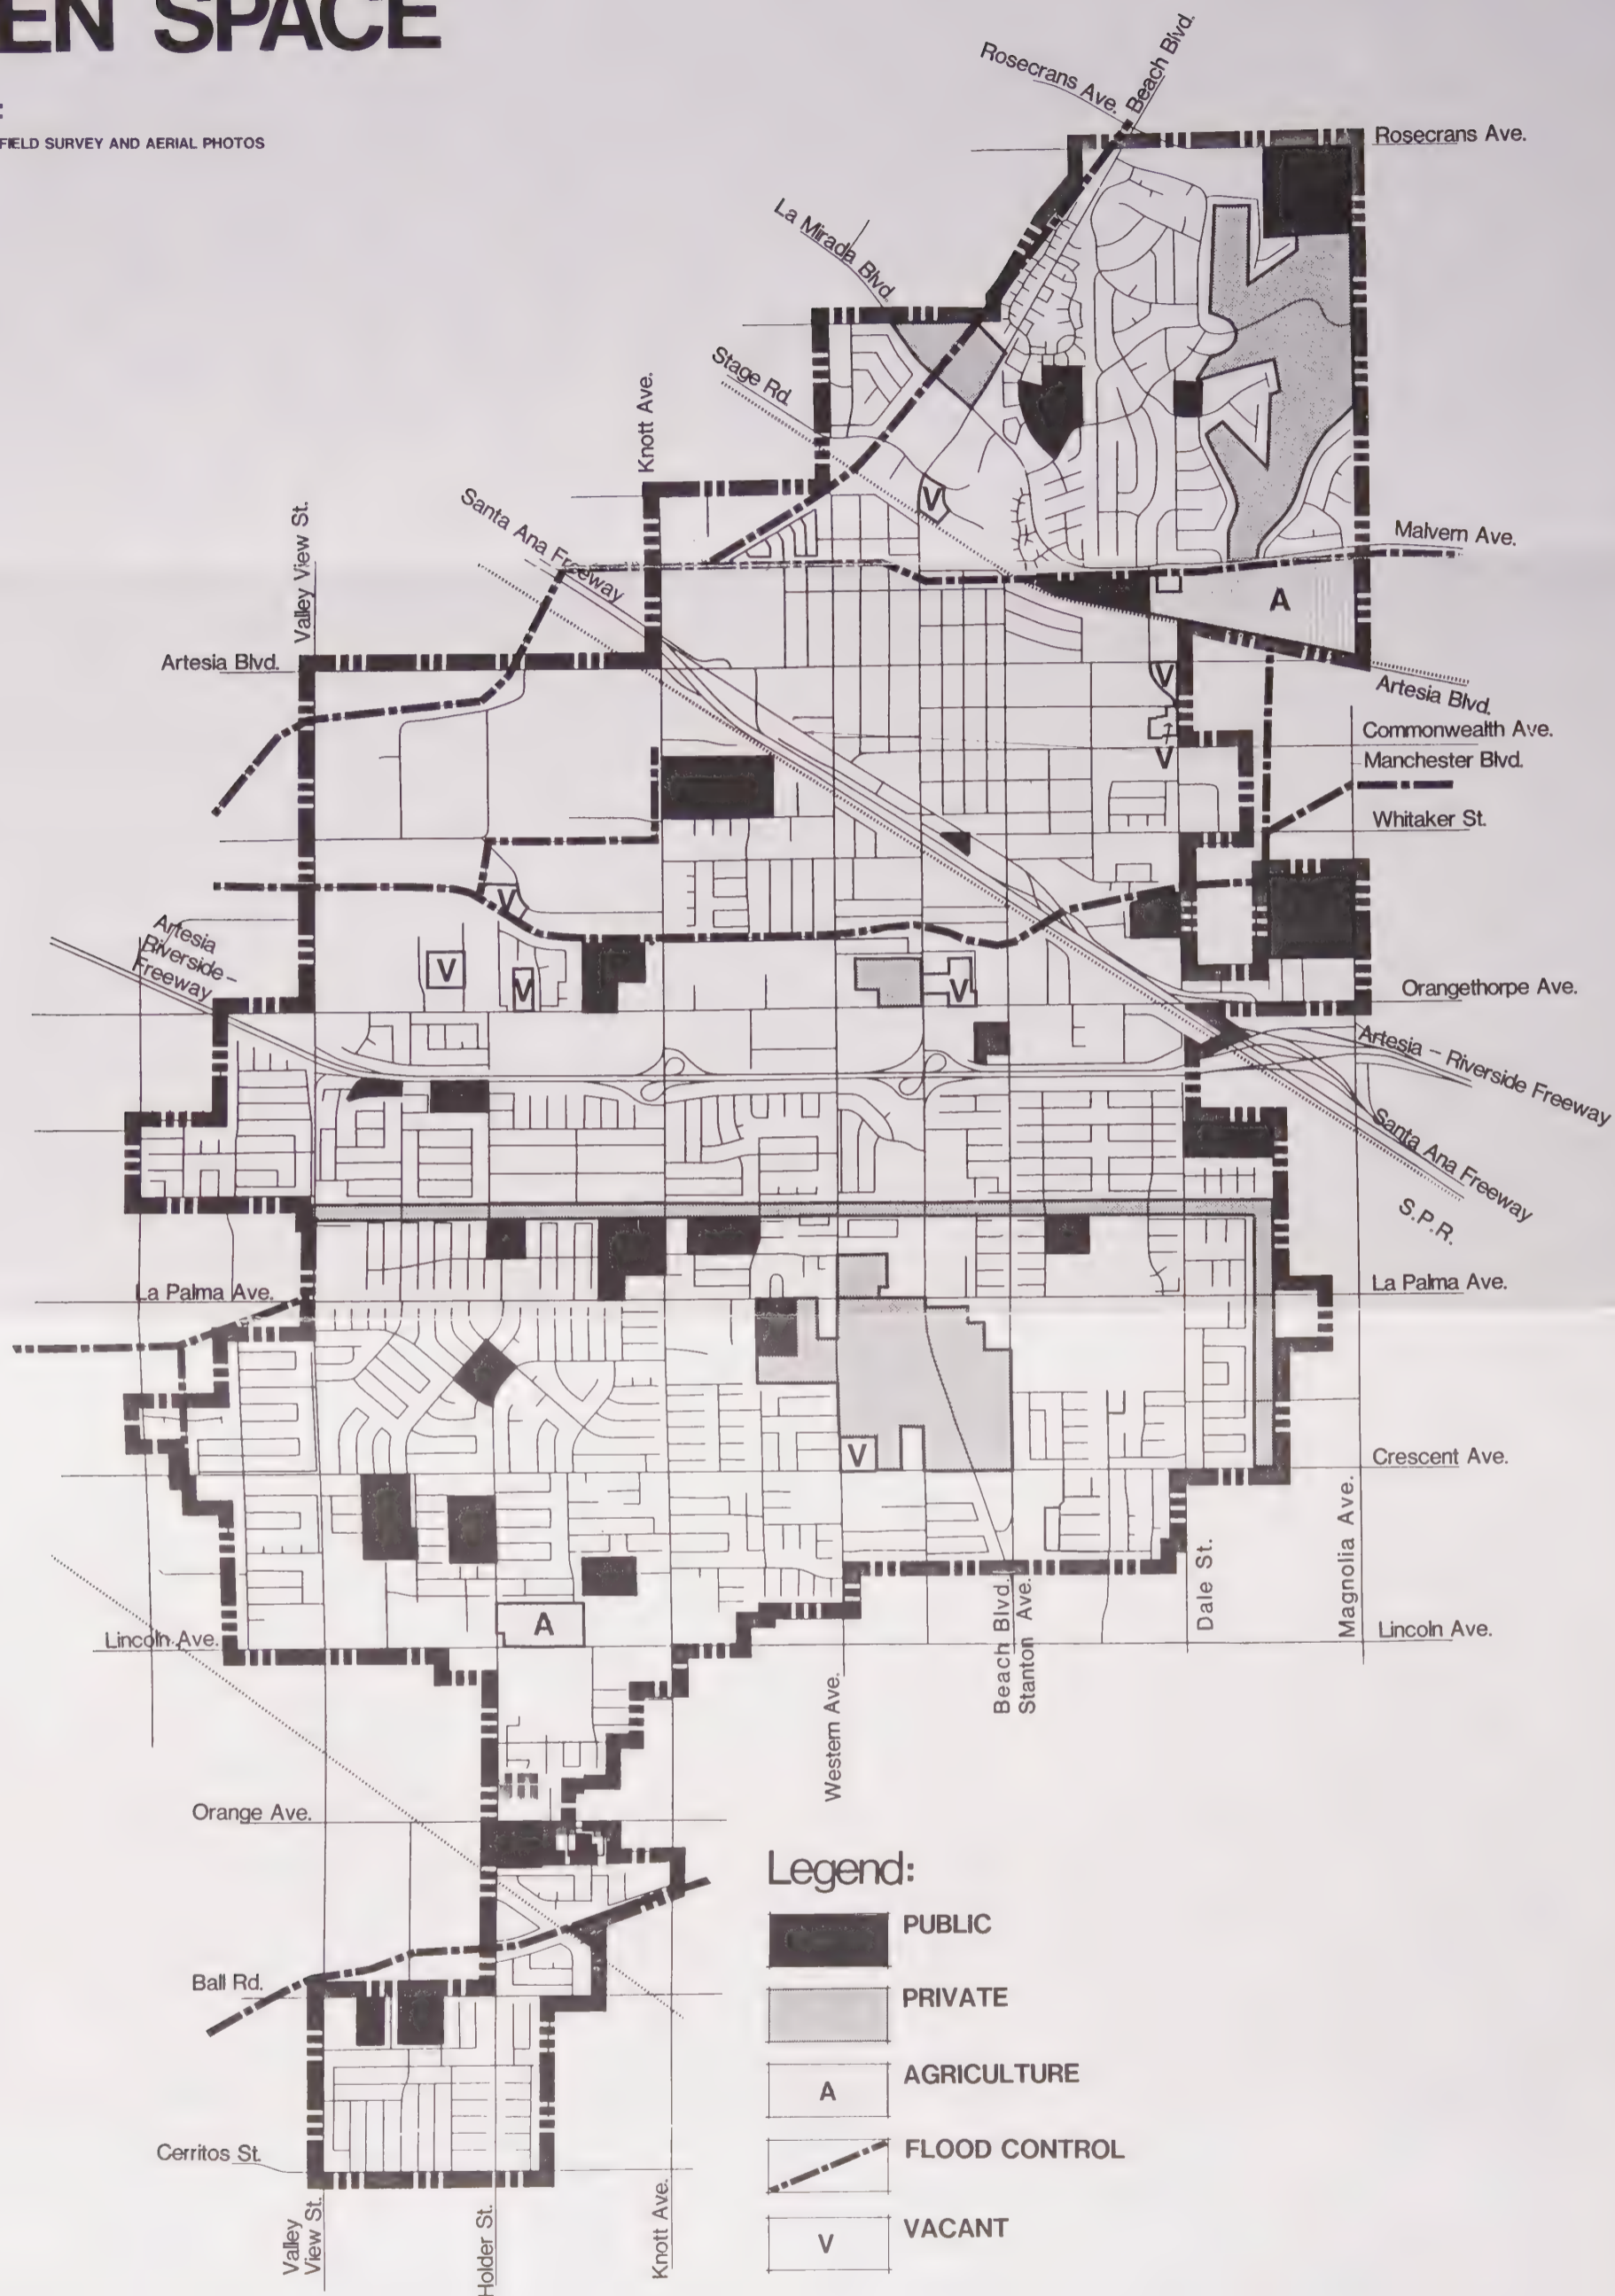 EN SPACE
:
FIELD SURVEY AND AERIAL PHOTOS
Rosecrans Ave.
Beach Blvd.
Rosecrans Ave.
La Mirada Blvd.
Stage Rd.
Knott Ave.
Santa Ana Freeway
Valley View St.
V
Malvern Ave.
A
Artesia Blvd.
V
Artesia Blvd.
Commonwealth Ave.
V
Manchester Blvd.
Whitaker St.
V
Artesia
Riverside -
Freeway
V
V
V
Orangethorpe Ave.
Artesia - Riverside Freeway
Santa Ana Freeway
S.P.R.
La Palma Ave.
La Palma Ave.
V
Crescent Ave.
A
Lincoln Ave.
Lincoln Ave.
Dale St.
Magnolia Ave.
Beach Blvd.
Stanton Ave.
Western Ave.
Orange Ave.
Ball Rd.
Cerritos St.
Valley
View St.
Holder St.
Knott Ave.
Legend:
PUBLIC
PRIVATE
A
AGRICULTURE
FLOOD CONTROL
V
VACANT